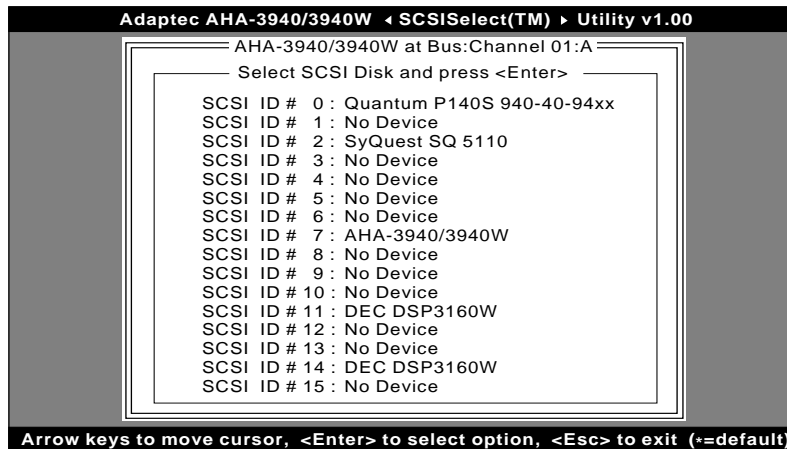 Adaptec AHA-3940/3940W ◂ SCSISelect(TM) ▸ Utility v1.00
AHA-3940/3940W at Bus:Channel 01:A
Select SCSI Disk and press <Enter>
SCSI ID # 0 : Quantum P140S 940-40-94xx
SCSI ID # 1 : No Device
SCSI ID # 2 : SyQuest SQ 5110
SCSI ID # 3 : No Device
SCSI ID # 4 : No Device
SCSI ID # 5 : No Device
SCSI ID # 6 : No Device
SCSI ID # 7 : AHA-3940/3940W
SCSI ID # 8 : No Device
SCSI ID # 9 : No Device
SCSI ID # 10 : No Device
SCSI ID # 11 : DEC DSP3160W
SCSI ID # 12 : No Device
SCSI ID # 13 : No Device
SCSI ID # 14 : DEC DSP3160W
SCSI ID # 15 : No Device
Arrow keys to move cursor, <Enter> to select option, <Esc> to exit (*=default)